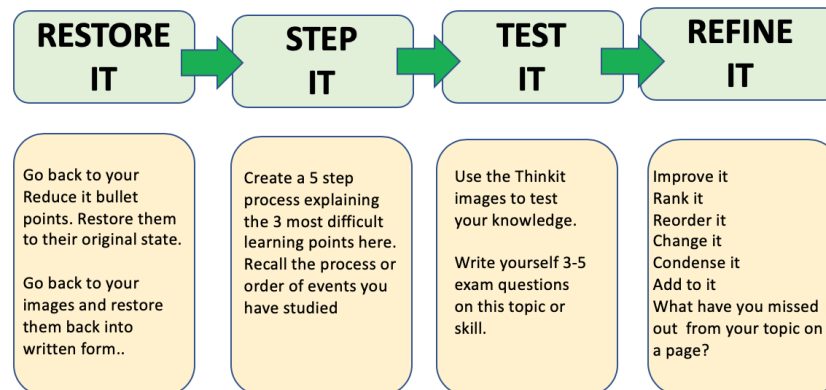 RESTORE
IT
STEP
IT
TEST
IT
REFINE
IT
Go back to your
Reduce it bullet
points. Restore them
to their original state.
Go back to your
images and restore
them back into
written form..
Create a 5 step
process explaining
the 3 most difficult
learning points here.
Recall the process or
order of events you
have studied
Use the Thinkit
images to test
your knowledge.
Write yourself 3-5
exam questions
on this topic or
skill.
Improve it
Rank it
Reorder it
Change it
Condense it
Add to it
What have you missed
out from your topic on
a page?